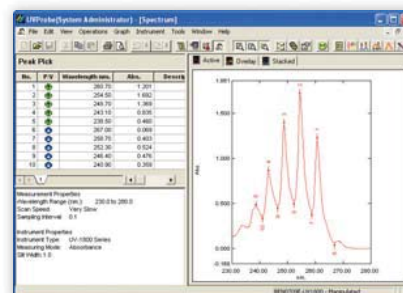 UVProbe(System Administrator) - [Spectrum]
File Edit View Operations Graph Instrument Tools Window Help
Peak Pick
No. P/V Wavelength nm. Abs. Descrip
1 260.70 1.201
2 254.50 1.682
3 248.70 1.369
4 243.10 0.835
5 238.50 0.460
6 267.00 0.069
7 258.70 0.403
8 252.30 0.524
9 246.40 0.476
10 240.90 0.359
Measurement Properties
Wavelength Range (nm.): 230.0 to 280.0
Scan Speed: Very Slow
Sampling Interval: 0.1
Instrument Properties
Instrument Type: UV-1800 Series
Measuring Mode: Absorbance
Slit Width: 1.0
Active Overlay Stacked
Abs.
1.500
1.000
0.500
0.000
230.00 240.00 250.00 260.00 270.00 280.00
nm.